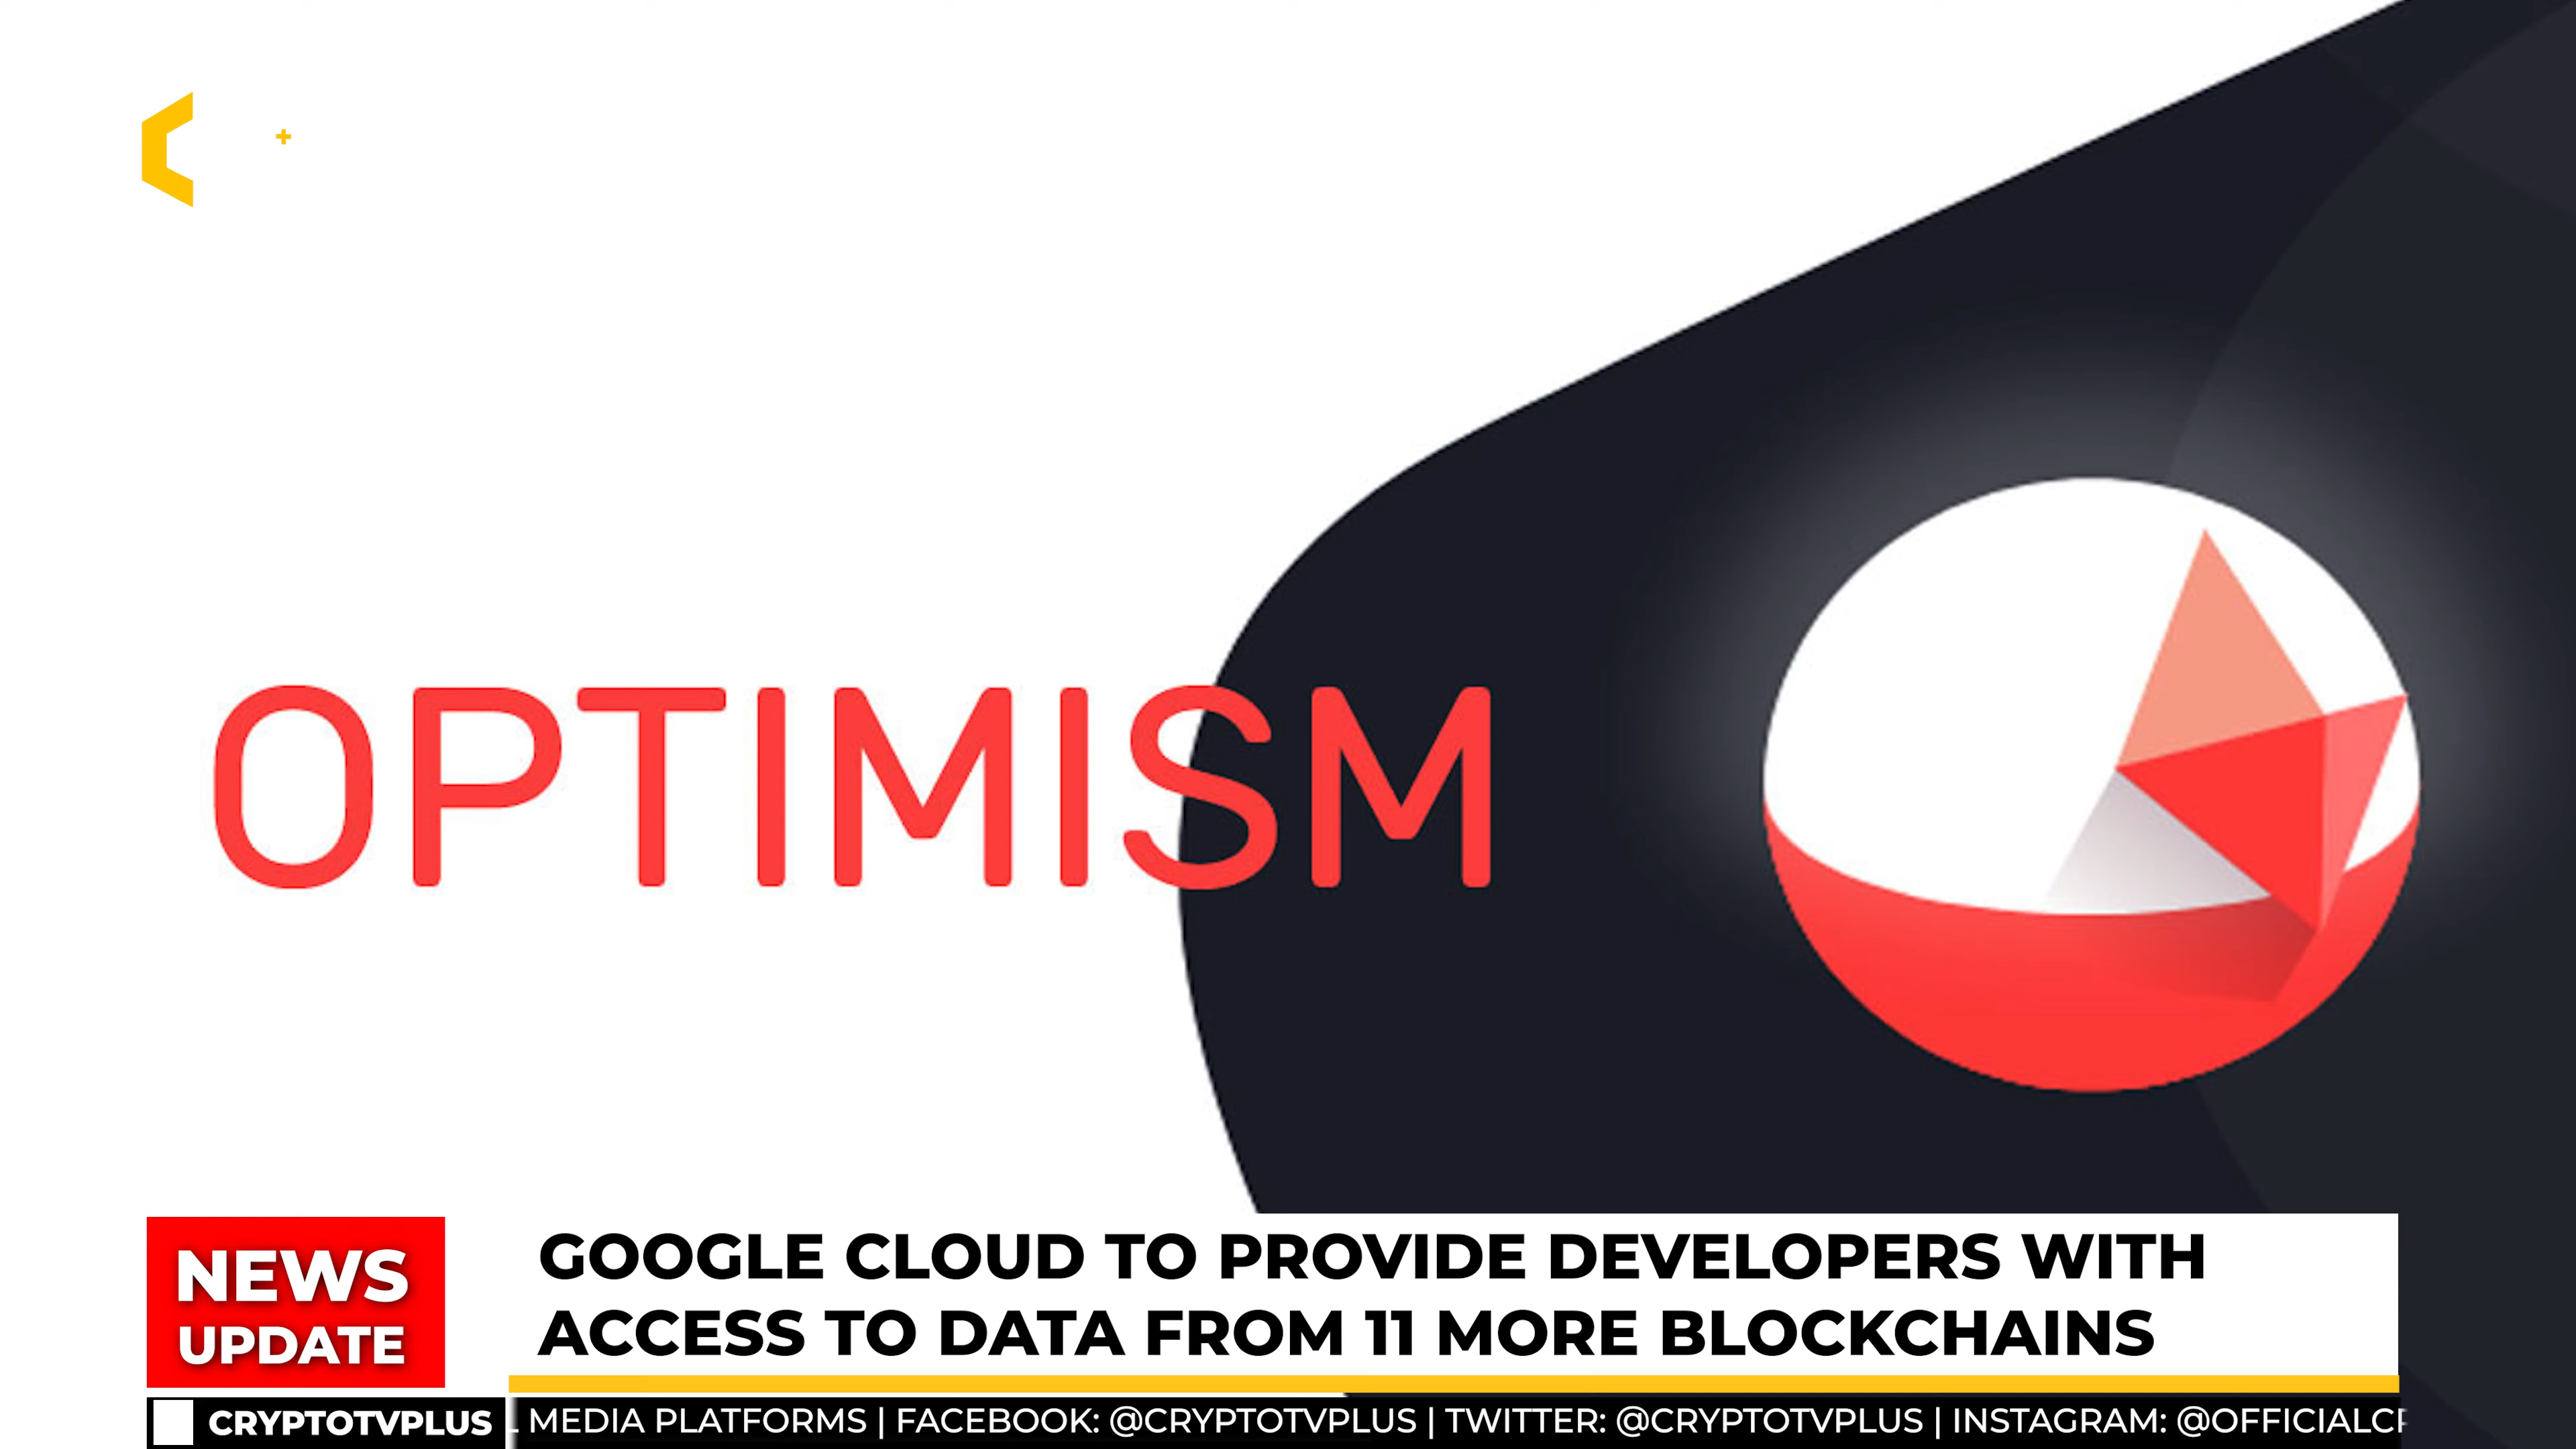 OPTIMISM
NEWS
UPDATE
GOOGLE CLOUD TO PROVIDE DEVELOPERS WITH
ACCESS TO DATA FROM 11 MORE BLOCKCHAINS
CRYPTOTVPLUS
MEDIA PLATFORMS | FACEBOOK: @CRYPTOTVPLUS | TWITTER: @CRYPTOTVPLUS | INSTAGRAM: @OFFICIALC